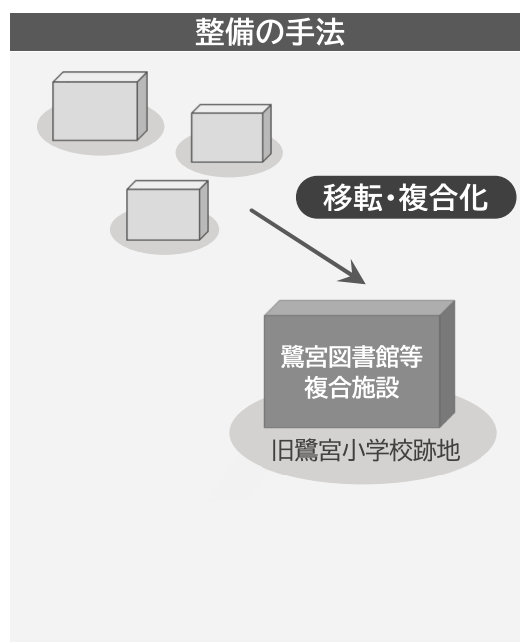 整備の手法
移転・複合化
鷺宮図書館等
複合施設
旧鷺宮小学校跡地